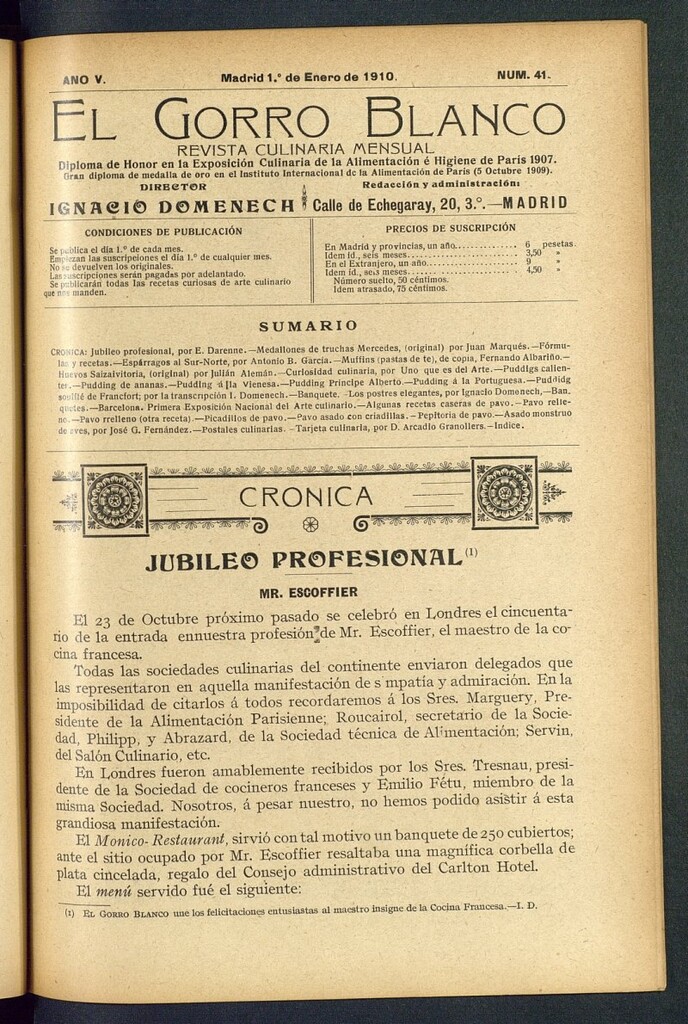 AÑO V.
Madrid 1.º de Enero de 1910.
NUM. 41.
EL GORRO BLANCO
REVISTA CULINARIA MENSUAL
Diploma de Honor en la Exposición Culinaria de la Alimentación é Higiene de París 1907.
Gran diploma de medalla de oro en el Instituto Internacional de la Alimentación de París (5 Octubre 1909).
DIRECTOR
IGNACIO DOMENECH
Redacción y administración:
Calle de Echegaray, 20, 3.º.—MADRID
CONDICIONES DE PUBLICACIÓN
Se publica el día 1.º de cada mes.
Empiezan las suscripeiones el día 1.º de cualquier mes.
No se devuelven los originales.
Las suscripciones serán pagadas por adelantado.
Se publicarán todas las recetas curiosas de arte culinario
que nos manden.
PRECIOS DE SUSCRIPCIÓN
En Madrid y provincias, un año............ 6 pesetas.
Idem íd., seis meses........................ 3,50 »
En el Extranjero, un año..................... 9 »
Idem íd., seis meses......................... 4,50 »
Número suelto, 50 céntimos.
Idem atrasado, 75 céntimos.
SUMARIO
CRONICA: Jubileo profesional, por E. Darenne.—Medallones de truchas Mercedes, (original) por Juan Marqués.—Fórmu-
las y recetas.—Espárragos al Sur-Norte, por Antonio B. García.—Muffins (pastas de te), de copia, Fernando Albariño.—
Huevos Saizalvitoria, (original) por Julián Alemán.—Curiosidad culinaria, por Uno que es del Arte.—Puddigs callen-
ter.—Pudding de ananas.—Pudding á lla Vienesa.—Pudding Príncipe Alberto.—Pudding á la Portuguesa.—Puddidg
soufflé de Francfort; por la transcripción I. Domenech.—Banquete.—Los postres elegantes, por Ignacio Domenech,—Ban.
quetes.—Barcelona. Primera Exposición Nacional del Arte culinario.—Algunas recetas caseras de pavo.—Pavo relle-
no.—Pavo rrelleno (otra receta).—Picadillos de pavo.—Pavo asado con criadillas.—Pepitoria de pavo.—Asado monstruo
de aves, por José G. Fernández.—Postales culinarias.—Tarjeta culinaria, por D. Arcadio Granollers.—Indice.
CRONICA
JUBILEO PROFESIONAL (1)
MR. ESCOFFIER
El 23 de Octubre próximo pasado se celebró en Londres el cincuenta-
rio de la entrada ennuestra profesión de Mr. Escoffier, el maestro de la co-
cina francesa.
Todas las sociedades culinarias del continente enviaron delegados que
las representaron en aquella manifestación de s mpatía y admiración. En la
imposibilidad de citarlos á todos recordaremos á los Sres. Marguery, Pre-
sidente de la Alimentación Parisienne; Roucairol, secretario de la Socie-
dad, Philipp, y Abrazard, de la Sociedad técnica de Alimentación; Servin,
del Salón Culinario, etc.
En Londres fueron amablemente recibidos por los Sres. Tresnau, presi-
dente de la Sociedad de cocineros franceses y Emilio Fétu, miembro de la
misma Sociedad. Nosotros, á pesar nuestro, no hemos podido asistir á esta
grandiosa manifestación.
El Monico-Restaurant, sirvió con tal motivo un banquete de 250 cubiertos;
ante el sitio ocupado por Mr. Escoffier resaltaba una magnífica corbella de
plata cincelada, regalo del Consejo administrativo del Carlton Hotel.
El menú servido fué el siguiente:
(1) EL GORRO BLANCO une los felicitaciones entusiastas al maestro insigne de la Cocina Francesa.—I. D.